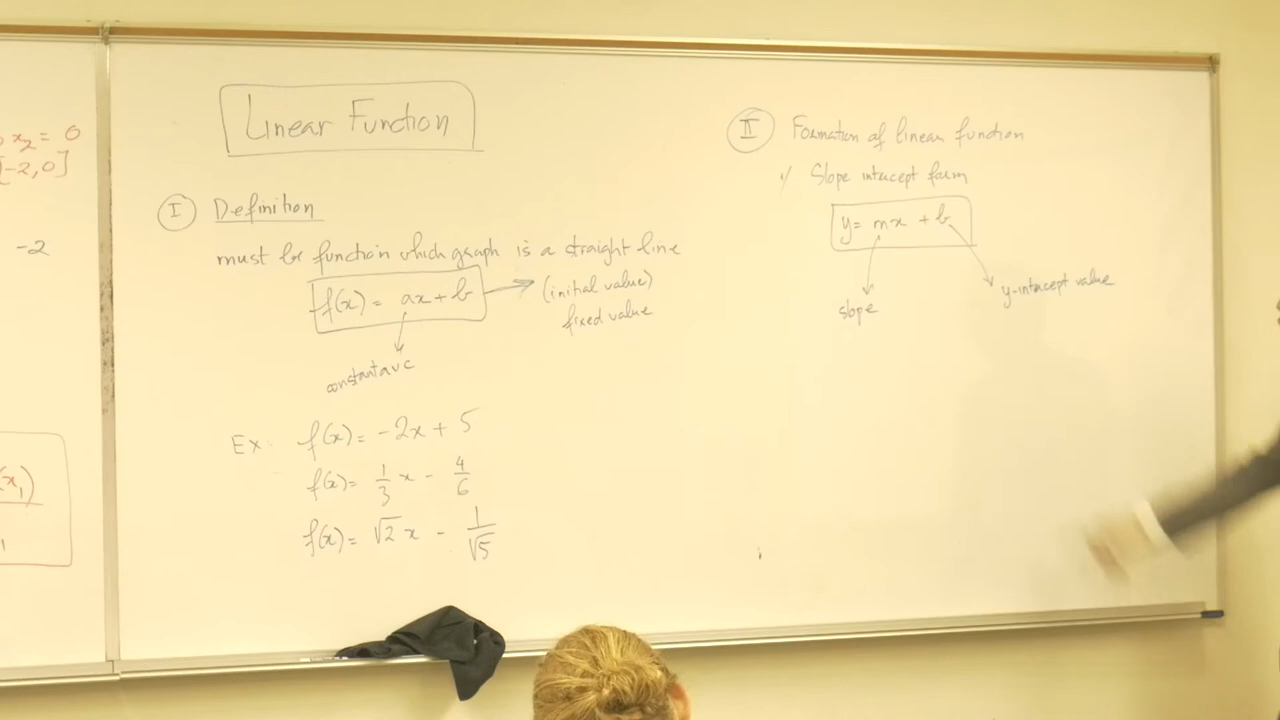 x₂ = 0
[-2,0]
-2
(x₁)
Linear Function
I Definition
must be function which graph is a straight line
f(x) = ax + b
(initial value)
fixed value
Ex: f(x) = -2x + 5
f(x) = 1/3 x - 4/6
f(x) = √2 x - 1/√5
II Formation of linear function
1/ Slope intercept form
y = mx + b
slope
y-intercept value